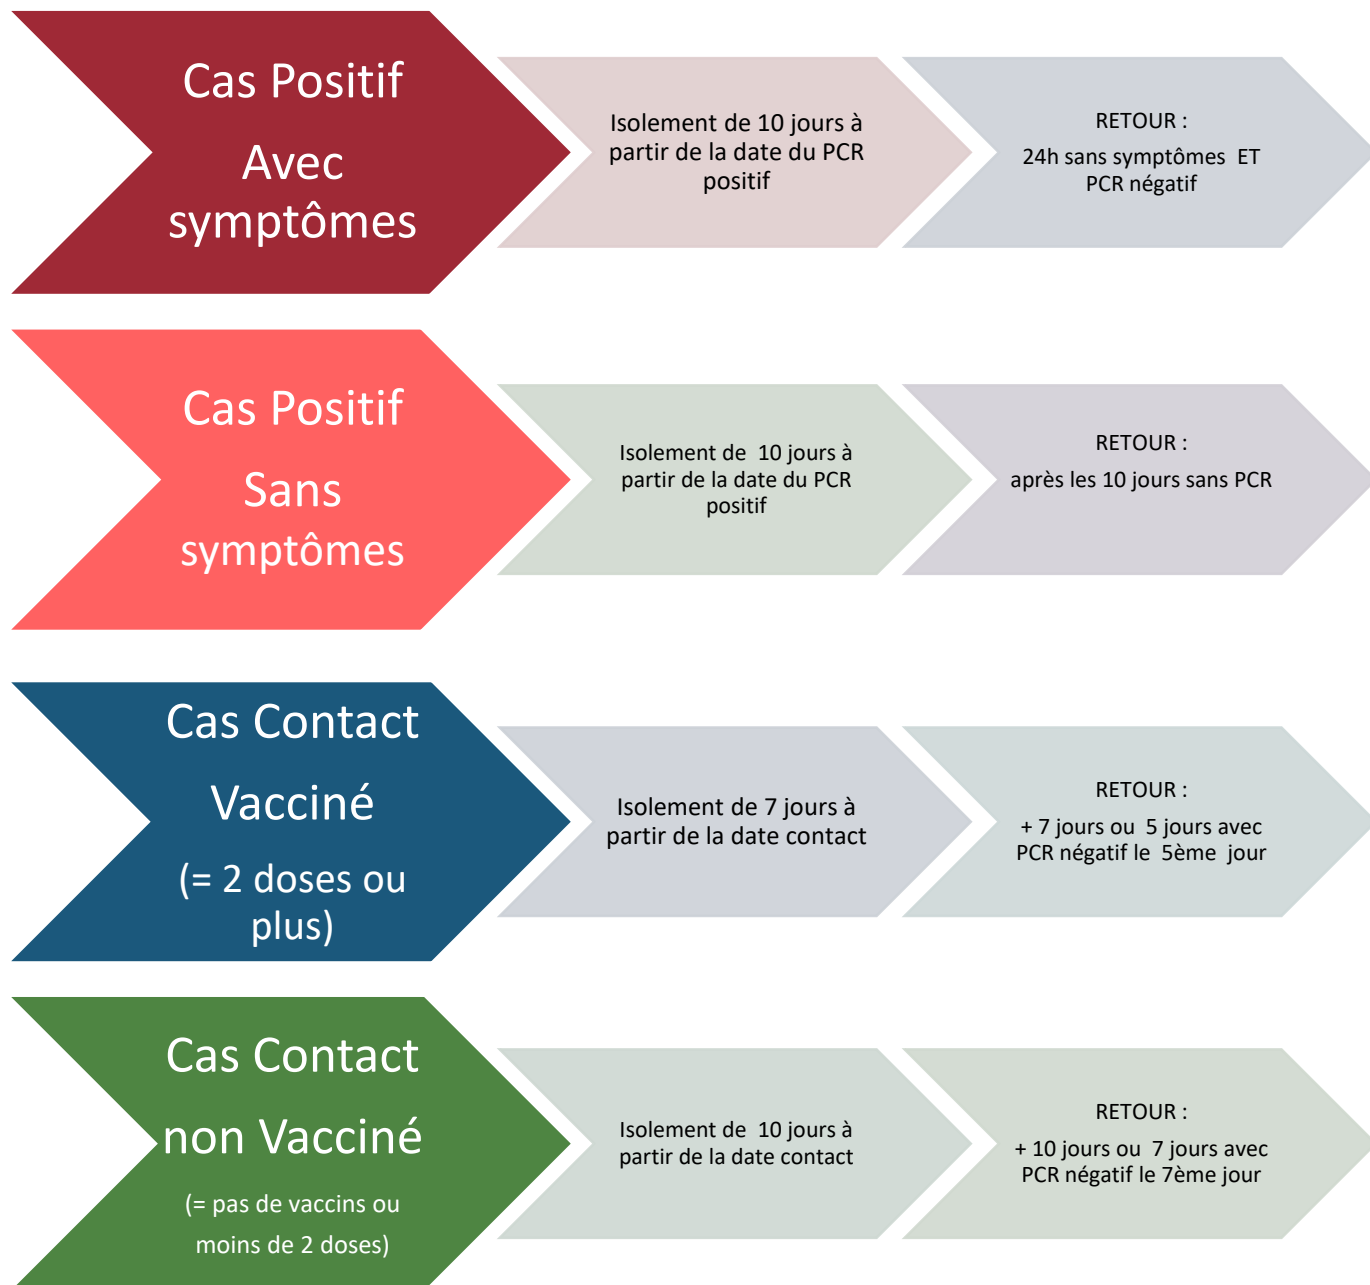 Cas Positif
Avec
symptômes
Isolement de 10 jours à
partir de la date du PCR
positif
RETOUR :
24h sans symptômes ET
PCR négatif
Cas Positif
Sans
symptômes
Isolement de 10 jours à
partir de la date du PCR
positif
RETOUR :
après les 10 jours sans PCR
Cas Contact
Vacciné
(= 2 doses ou
plus)
Isolement de 7 jours à
partir de la date contact
RETOUR :
+ 7 jours ou 5 jours avec
PCR négatif le 5ème jour
Cas Contact
non Vacciné
(= pas de vaccins ou
moins de 2 doses)
Isolement de 10 jours à
partir de la date contact
RETOUR :
+ 10 jours ou 7 jours avec
PCR négatif le 7ème jour